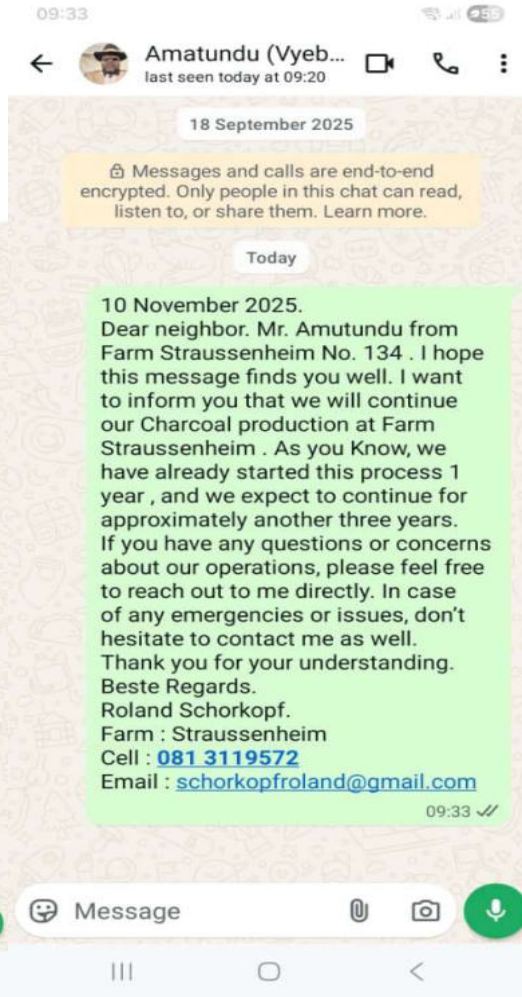 09:33
55
Amatundu (Vyeb...
last seen today at 09:20
18 September 2025
Messages and calls are end-to-end
encrypted. Only people in this chat can read,
listen to, or share them. Learn more.
Today
10 November 2025.
Dear neighbor. Mr. Amutundu from
Farm Straussenheim No. 134 . I hope
this message finds you well. I want
to inform you that we will continue
our Charcoal production at Farm
Straussenheim . As you Know, we
have already started this process 1
year , and we expect to continue for
approximately another three years.
If you have any questions or concerns
about our operations, please feel free
to reach out to me directly. In case
of any emergencies or issues, don't
hesitate to contact me as well.
Thank you for your understanding.
Beste Regards.
Roland Schorkopf.
Farm : Straussenheim
Cell : 081 3119572
Email : schorkopfroland@gmail.com
09:33
Message